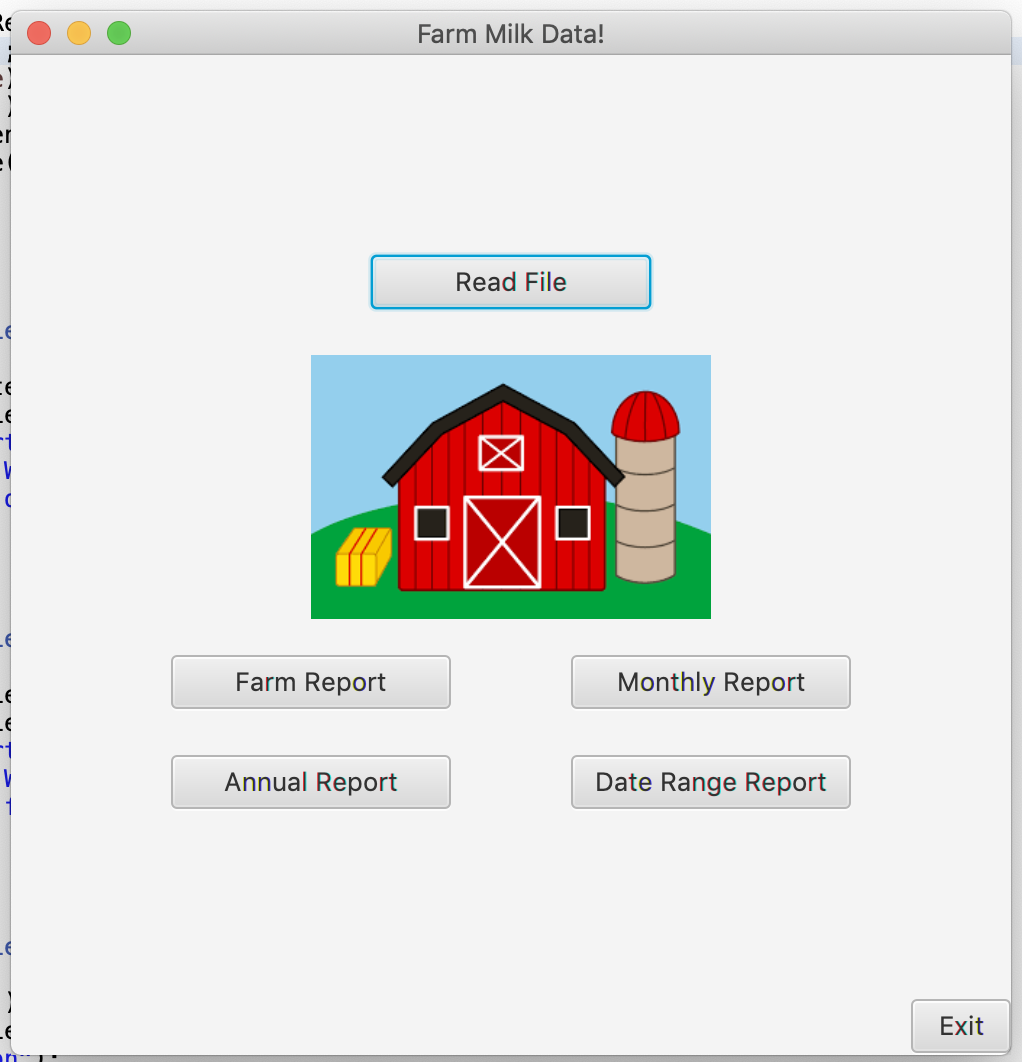 Farm Milk Data!
Read File
Farm Report
Monthly Report
Annual Report
Date Range Report
Exit